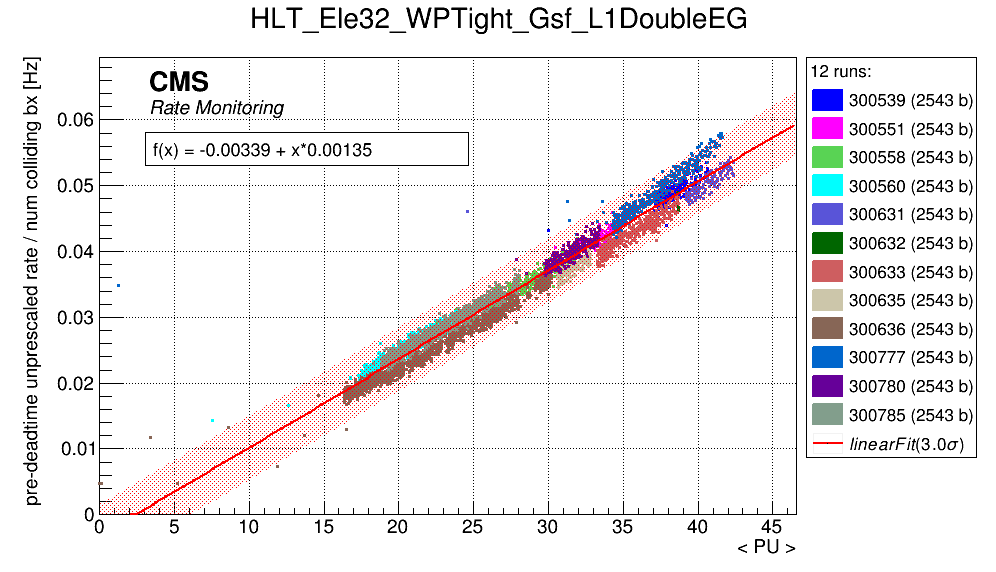 HLT_Ele32_WPTight_Gsf_L1DoubleEG
pre-deadtime unprescaled rate / num colliding bx [Hz]
CMS
Rate Monitoring
f(x) = -0.00339 + x*0.00135
0.06
0.05
0.04
0.03
0.02
0.01
0
0 5 10 15 20 25 30 35 40 45
< PU >
12 runs:
300539 (2543 b)
300551 (2543 b)
300558 (2543 b)
300560 (2543 b)
300631 (2543 b)
300632 (2543 b)
300633 (2543 b)
300635 (2543 b)
300636 (2543 b)
300777 (2543 b)
300780 (2543 b)
300785 (2543 b)
linearFit(3.0σ)